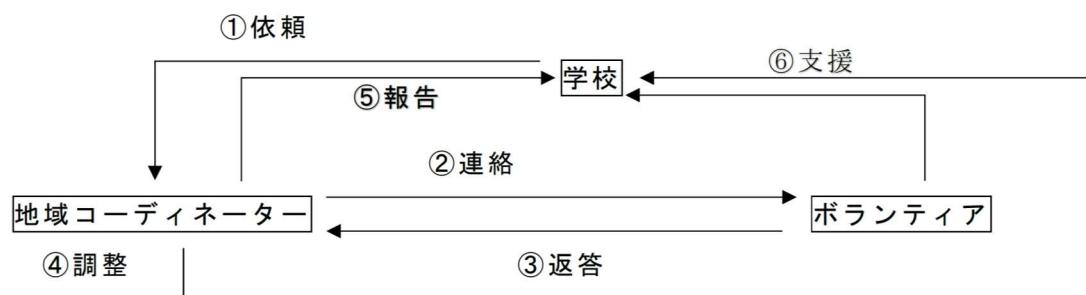 ①依頼
学校
⑥支援
⑤報告
②連絡
地域コーディネーター
ボランティア
④調整
③返答